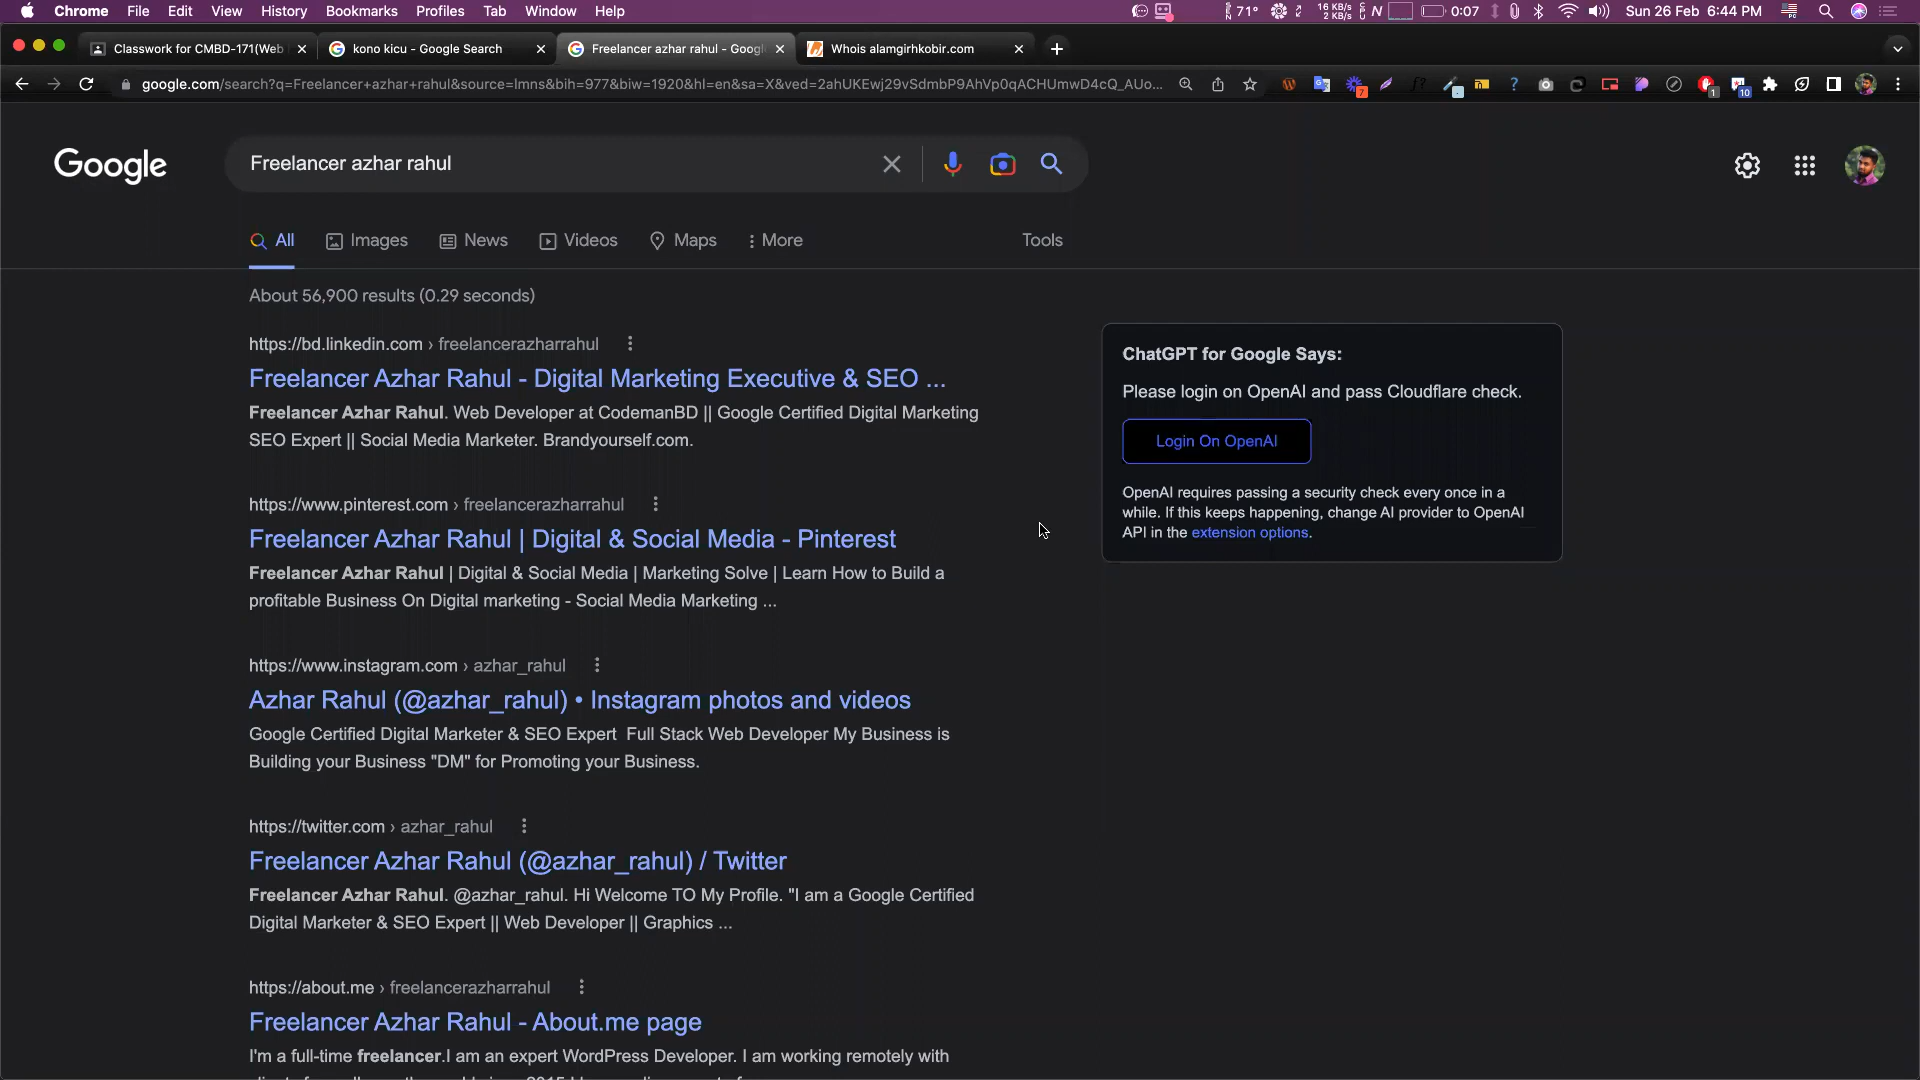 Chrome File Edit View History Bookmarks Profiles Tab Window Help 71° 16 KB/s 2 KB/s N 0:07 Sun 26 Feb 6:44 PM
Classwork for CMBD-171(Web kono kicu - Google Search Freelancer azhar rahul - Googl Whois alamgirhkobir.com
google.com/search?q=Freelancer+azhar+rahul&source=lmns&bih=977&biw=1920&hl=en&sa=X&ved=2ahUKEwj29vSdmbP9AhVp0qACHUmwD4cQ_AUo... 7 1 10
Google Freelancer azhar rahul
All Images News Videos Maps More Tools
About 56,900 results (0.29 seconds)
https://bd.linkedin.com › freelancerazharrahul
Freelancer Azhar Rahul - Digital Marketing Executive & SEO ...
Freelancer Azhar Rahul. Web Developer at CodemanBD || Google Certified Digital Marketing
SEO Expert || Social Media Marketer. Brandyourself.com.
https://www.pinterest.com › freelancerazharrahul
Freelancer Azhar Rahul | Digital & Social Media - Pinterest
Freelancer Azhar Rahul | Digital & Social Media | Marketing Solve | Learn How to Build a
profitable Business On Digital marketing - Social Media Marketing ...
https://www.instagram.com › azhar_rahul
Azhar Rahul (@azhar_rahul) • Instagram photos and videos
Google Certified Digital Marketer & SEO Expert Full Stack Web Developer My Business is
Building your Business "DM" for Promoting your Business.
https://twitter.com › azhar_rahul
Freelancer Azhar Rahul (@azhar_rahul) / Twitter
Freelancer Azhar Rahul. @azhar_rahul. Hi Welcome TO My Profile. "I am a Google Certified
Digital Marketer & SEO Expert || Web Developer || Graphics ...
https://about.me › freelancerazharrahul
Freelancer Azhar Rahul - About.me page
I'm a full-time freelancer.I am an expert WordPress Developer. I am working remotely with
ChatGPT for Google Says:
Please login on OpenAI and pass Cloudflare check.
Login On OpenAI
OpenAI requires passing a security check every once in a
while. If this keeps happening, change AI provider to OpenAI
API in the extension options.